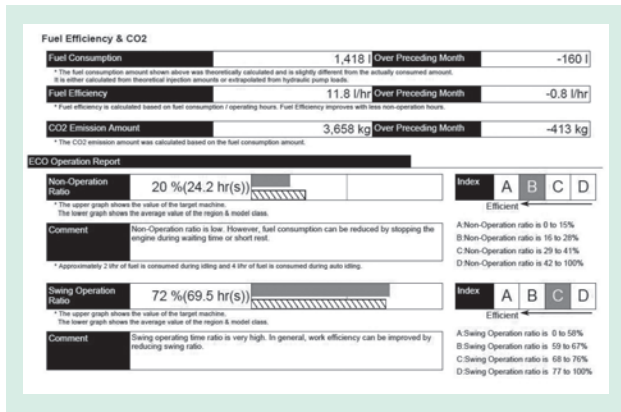 Fuel Efficiency & CO2
Fuel Consumption 1,418 l Over Preceding Month -160 l
* The fuel consumption amount shown above was theoretically calculated and is slightly different from the actually consumed amount.
It is either calculated from theoretical injection amounts or extrapolated from hydraulic pump loads.
Fuel Efficiency 11.8 l/hr Over Preceding Month -0.8 l/hr
* Fuel efficiency is calculated based on fuel consumption / operating hours. Fuel Efficiency improves with less non-operation hours.
CO2 Emission Amount 3,658 kg Over Preceding Month -413 kg
* The CO2 emission amount was calculated based on the fuel consumption amount.
ECO Operation Report
Non-Operation Ratio 20 %(24.2 hr(s)) Index A B C D
Efficient
* The upper graph shows the value of the target machine.
The lower graph shows the average value of the region & model class.
Comment Non-Operation ratio is low. However, fuel consumption can be reduced by stopping the
engine during waiting time or short rest.
* Approximately 2 l/hr of fuel is consumed during idling and 4 l/hr of fuel is consumed during auto idling.
A:Non-Operation ratio is 0 to 15%
B:Non-Operation ratio is 16 to 28%
C:Non-Operation ratio is 29 to 41%
D:Non-Operation ratio is 42 to 100%
Swing Operation Ratio 72 %(69.5 hr(s)) Index A B C D
Efficient
* The upper graph shows the value of the target machine.
The lower graph shows the average value of the region & model class.
Comment Swing operating time ratio is very high. In general, work efficiency can be improved by
reducing swing ratio.
A:Swing Operation ratio is 0 to 58%
B:Swing Operation ratio is 59 to 67%
C:Swing Operation ratio is 68 to 76%
D:Swing Operation ratio is 77 to 100%